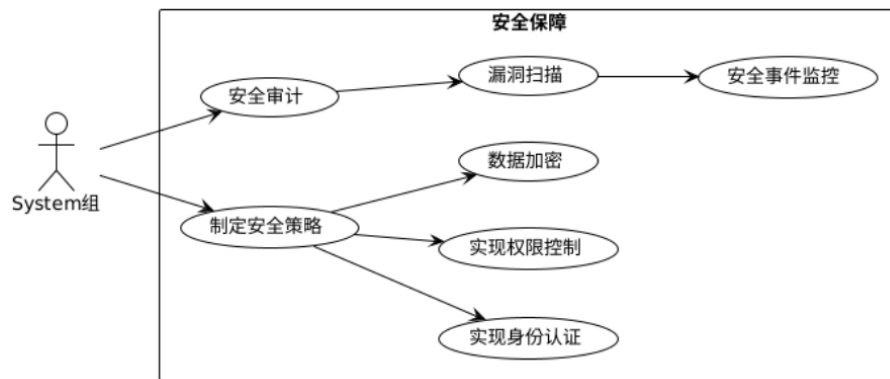 安全保障
漏洞扫描
安全事件监控
安全审计
数据加密
System组
制定安全策略
实现权限控制
实现身份认证